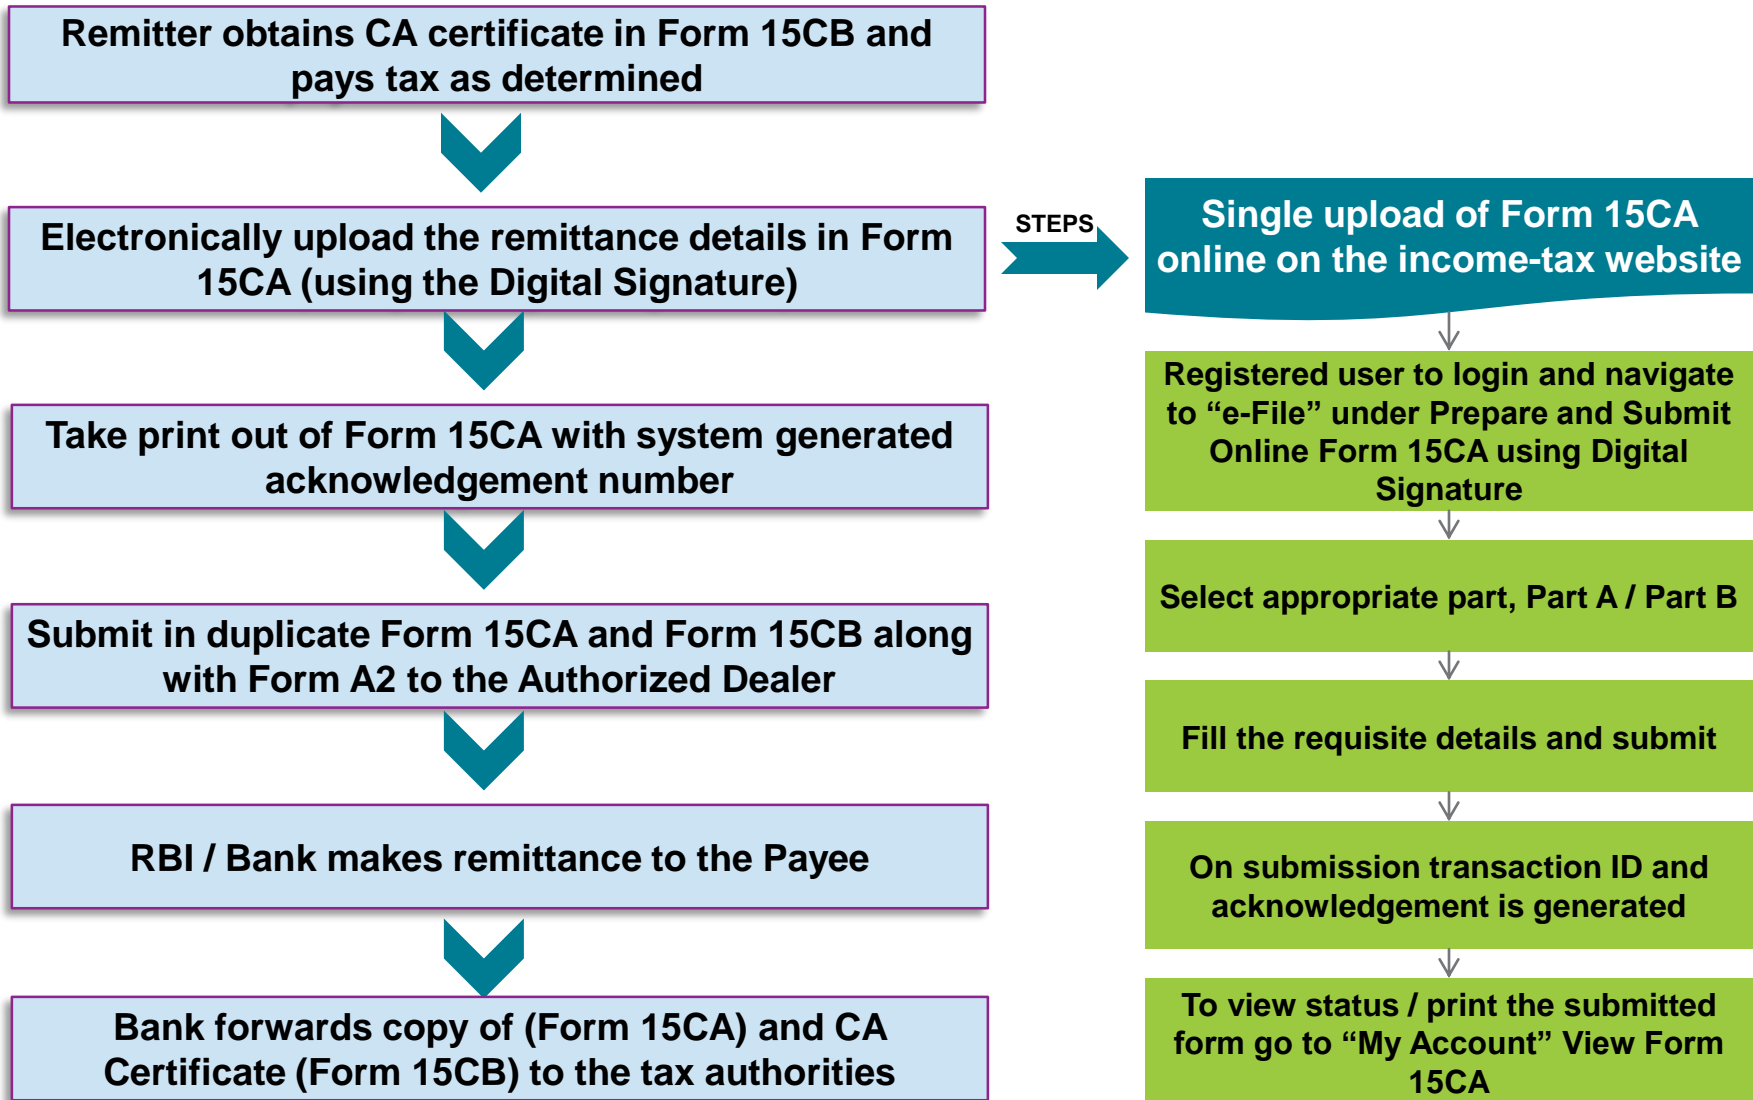 Remitter obtains CA certificate in Form 15CB and
pays tax as determined
Electronically upload the remittance details in Form
15CA (using the Digital Signature)
Take print out of Form 15CA with system generated
acknowledgement number
Submit in duplicate Form 15CA and Form 15CB along
with Form A2 to the Authorized Dealer
RBI / Bank makes remittance to the Payee
Bank forwards copy of (Form 15CA) and CA
Certificate (Form 15CB) to the tax authorities
STEPS
Single upload of Form 15CA
online on the income-tax website
Registered user to login and navigate
to “e-File” under Prepare and Submit
Online Form 15CA using Digital
Signature
Select appropriate part, Part A / Part B
Fill the requisite details and submit
On submission transaction ID and
acknowledgement is generated
To view status / print the submitted
form go to “My Account” View Form
15CA